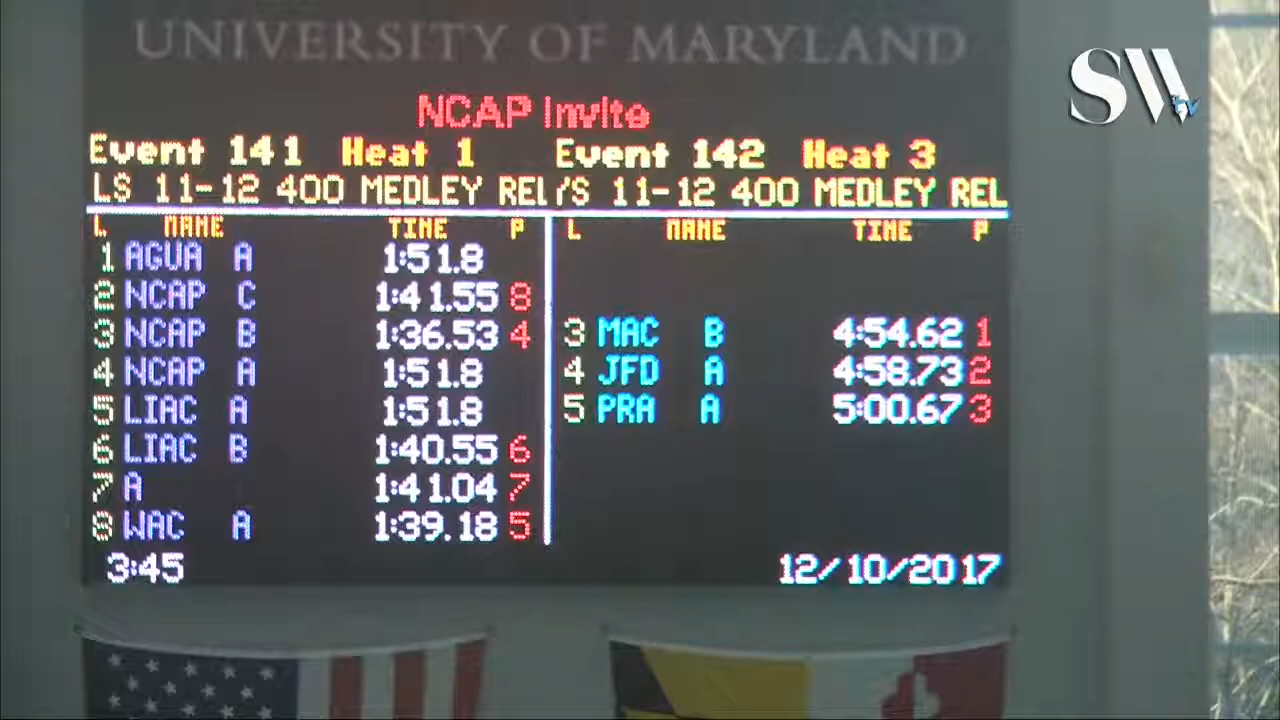 UNIVERSITY OF MARYLAND
SW TV
NCAP Invite
Event 141 Heat 1 Event 142 Heat 3
LS 11-12 400 MEDLEY REL /S 11-12 400 MEDLEY REL
L NAME TIME P L NAME TIME P
1 AGUA A 1:51.8
2 NCAP C 1:41.55 8
3 NCAP B 1:36.53 4 3 MAC B 4:54.62 1
4 NCAP A 1:51.8 4 JFD A 4:58.73 2
5 LIAC A 1:51.8 5 PRA A 5:00.67 3
6 LIAC B 1:40.55 6
7 A 1:41.04 7
8 WAC A 1:39.18 5
3:45 12/10/2017